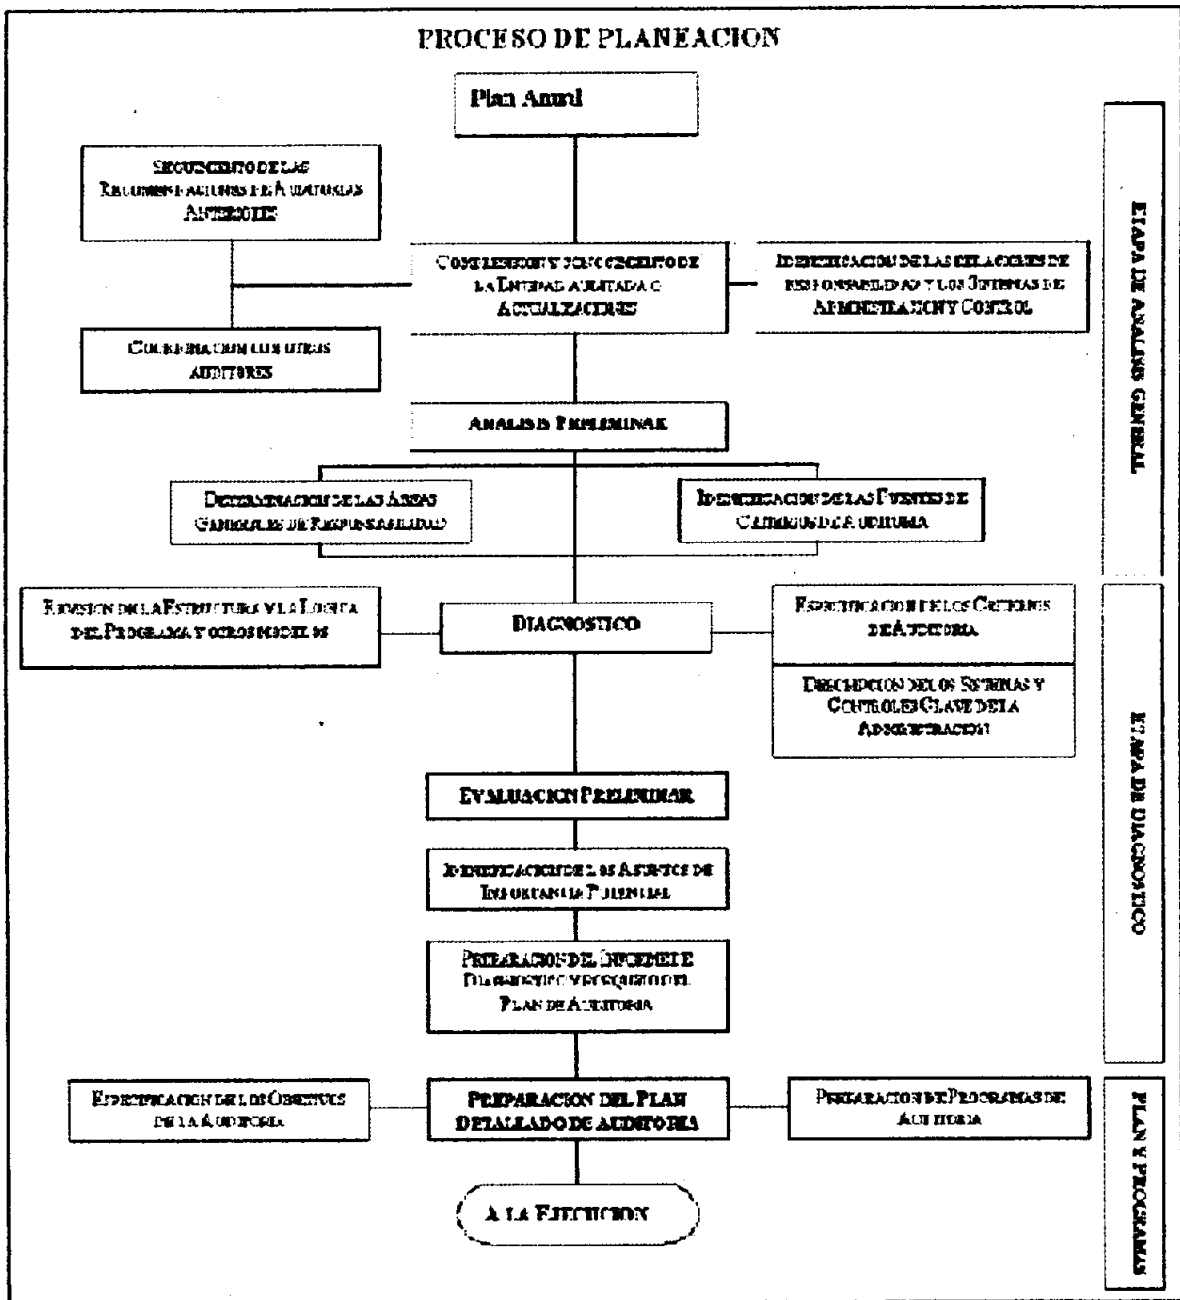 PROCESO DE PLANEACION
Plan Anual
SEGUIMIENTO DE LAS
RECOMENDACIONES DE AUDITORIAS
ANTERIORES
COMPRENSION Y CONOCIMIENTO DE
LA ENTIDAD AUDITADA O
ACTUALIZACIONES
IDENTIFICACION DE LAS RELACIONES DE
RESPONSABILIDAD Y LOS SISTEMAS DE
ADMINISTRACION Y CONTROL
COORDINACION CON OTROS
AUDITORES
ANALISIS PRELIMINAR
DETERMINACION DE LAS AREAS
GENERALES DE RESPONSABILIDAD
IDENTIFICACION DE LAS FUENTES DE
CRITERIOS DE AUDITORIA
ETAPA DE ANALISIS GENERAL
REVISION DE LA ESTRUCTURA Y LA LOGICA
DEL PROGRAMA Y OTROS MODELOS
DIAGNOSTICO
ESPECIFICACION DE LOS CRITERIOS
DE AUDITORIA
DESCRIPCION DE LOS SISTEMAS Y
CONTROLES CLAVE DE LA
ADMINISTRACION
EVALUACION PRELIMINAR
IDENTIFICACION DE LOS ASUNTOS DE
IMPORTANCIA POTENCIAL
PREPARACION DEL INFORME DE
DIAGNOSTICO Y BOSQUEJO DEL
PLAN DE AUDITORIA
ETAPA DE DIAGNOSTICO
ESPECIFICACION DE LOS OBJETIVOS
DE LA AUDITORIA
PREPARACION DEL PLAN
DETALLADO DE AUDITORIA
PREPARACION DE PROGRAMAS DE
AUDITORIA
A LA EJECUCION
PLAN Y PROGRAMAS